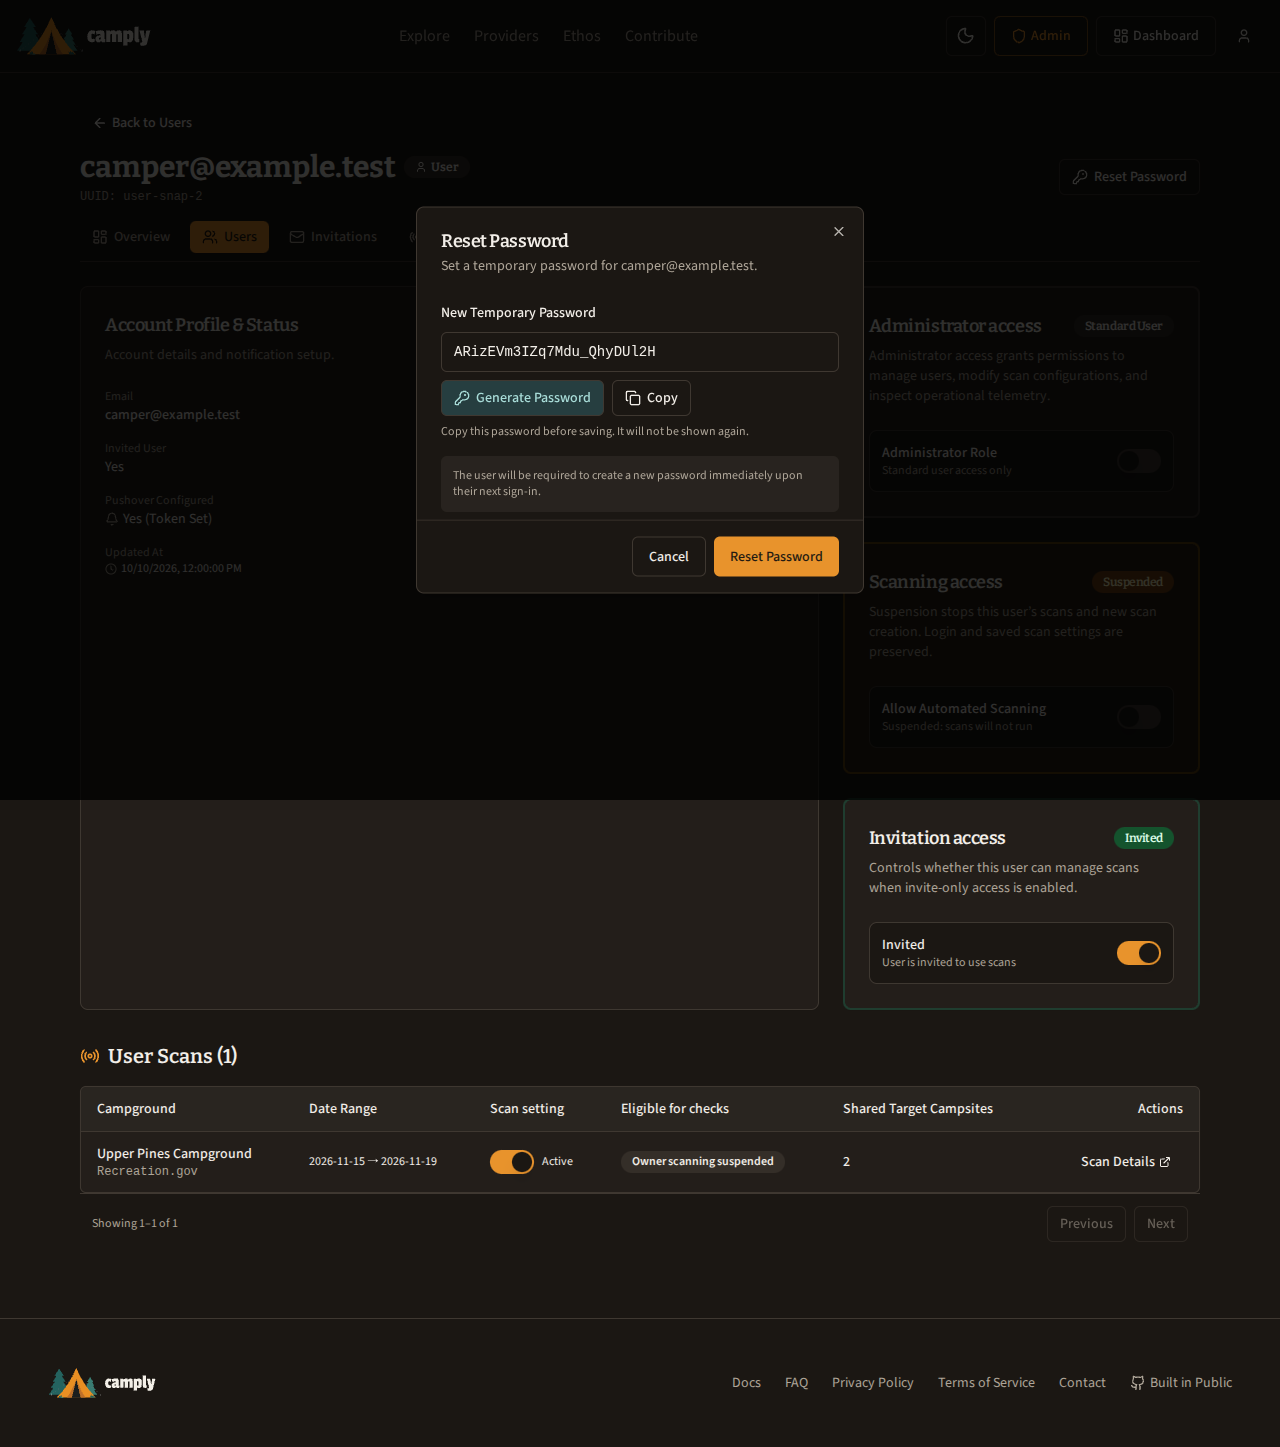 camply
Explore
Providers
Ethos
Contribute
Admin
Dashboard
Back to Users
camper@example.test
User
UUID: user-snap-2
Reset Password
Overview
Users
Invitations
Reset Password
Set a temporary password for camper@example.test.
New Temporary Password
ARizEVm3IZq7Mdu_QhyDUl2H
Generate Password
Copy
Copy this password before saving. It will not be shown again.
The user will be required to create a new password immediately upon
their next sign-in.
Cancel
Reset Password
Account Profile & Status
Account details and notification setup.
Email
camper@example.test
Invited User
Yes
Pushover Configured
Yes (Token Set)
Updated At
10/10/2026, 12:00:00 PM
Administrator access
Standard User
Administrator access grants permissions to
manage users, modify scan configurations, and
inspect operational telemetry.
Administrator Role
Standard user access only
Scanning access
Suspended
Suspension stops this user's scans and new scan
creation. Login and saved scan settings are
preserved.
Allow Automated Scanning
Suspended: scans will not run
Invitation access
Invited
Controls whether this user can manage scans
when invite-only access is enabled.
Invited
User is invited to use scans
User Scans (1)
Campground
Date Range
Scan setting
Eligible for checks
Shared Target Campsites
Actions
Upper Pines Campground
Recreation.gov
2026-11-15 → 2026-11-19
Active
Owner scanning suspended
2
Scan Details
Showing 1–1 of 1
Previous
Next
camply
Docs
FAQ
Privacy Policy
Terms of Service
Contact
Built in Public